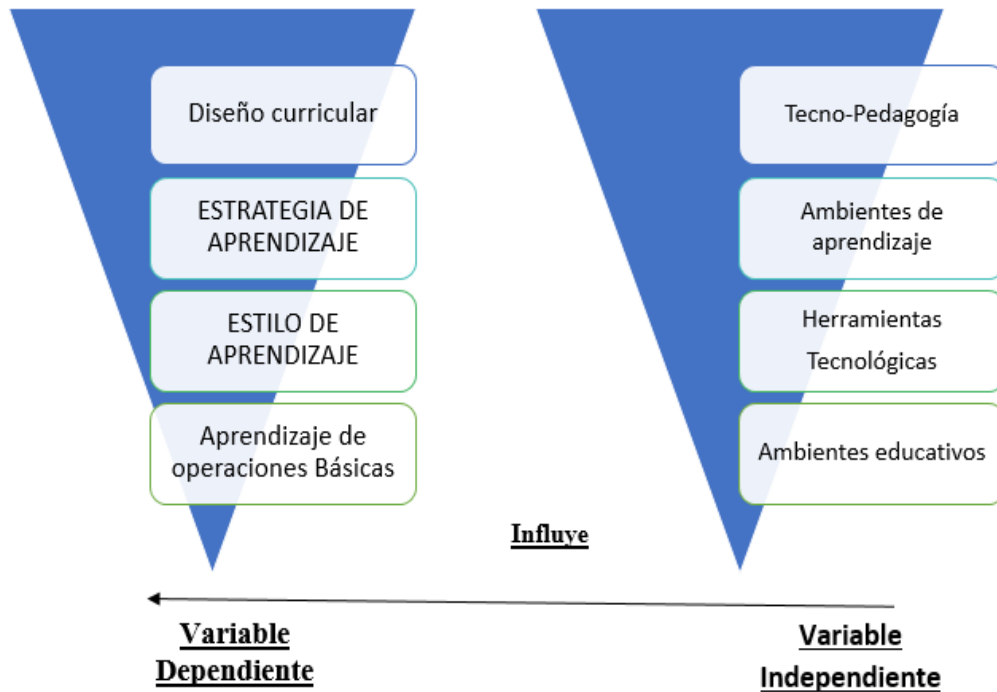 Diseño curricular
ESTRATEGIA DE
APRENDIZAJE
ESTILO DE
APRENDIZAJE
Aprendizaje de
operaciones Básicas
Tecno-Pedagogía
Ambientes de
aprendizaje
Herramientas
Tecnológicas
Ambientes educativos
Influye
Variable
Dependiente
Variable
Independiente